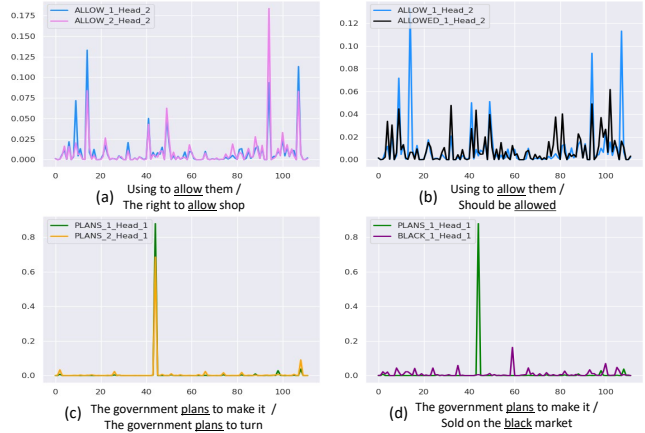 ALLOW_1_Head_2
ALLOW_2_Head_2
0.175
0.150
0.125
0.100
0.075
0.050
0.025
0.000
0 20 40 60 80 100
(a) Using to allow them /
The right to allow shop
ALLOW_1_Head_2
ALLOWED_1_Head_2
0.12
0.10
0.08
0.06
0.04
0.02
0.00
0 20 40 60 80 100
(b) Using to allow them /
Should be allowed
PLANS_1_Head_1
PLANS_2_Head_1
0.8
0.6
0.4
0.2
0.0
0 20 40 60 80 100
(c) The government plans to make it /
The government plans to turn
PLANS_1_Head_1
BLACK_1_Head_1
0.8
0.6
0.4
0.2
0.0
0 20 40 60 80 100
(d) The government plans to make it /
Sold on the black market